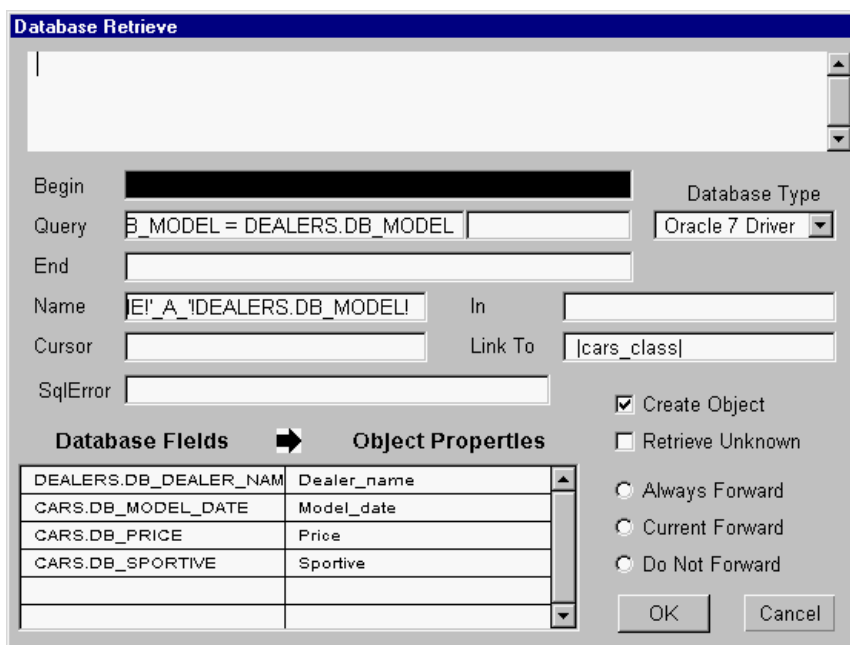 Database Retrieve
Begin
Database Type
Query B_MODEL = DEALERS.DB_MODEL Oracle 7 Driver
End
Name IE!'_A_'!DEALERS.DB_MODEL! In
Cursor Link To |cars_class|
SqlError
Create Object
Database Fields Object Properties Retrieve Unknown
DEALERS.DB_DEALER_NAM Dealer_name
CARS.DB_MODEL_DATE Model_date
CARS.DB_PRICE Price
CARS.DB_SPORTIVE Sportive
Always Forward
Current Forward
Do Not Forward
OK Cancel